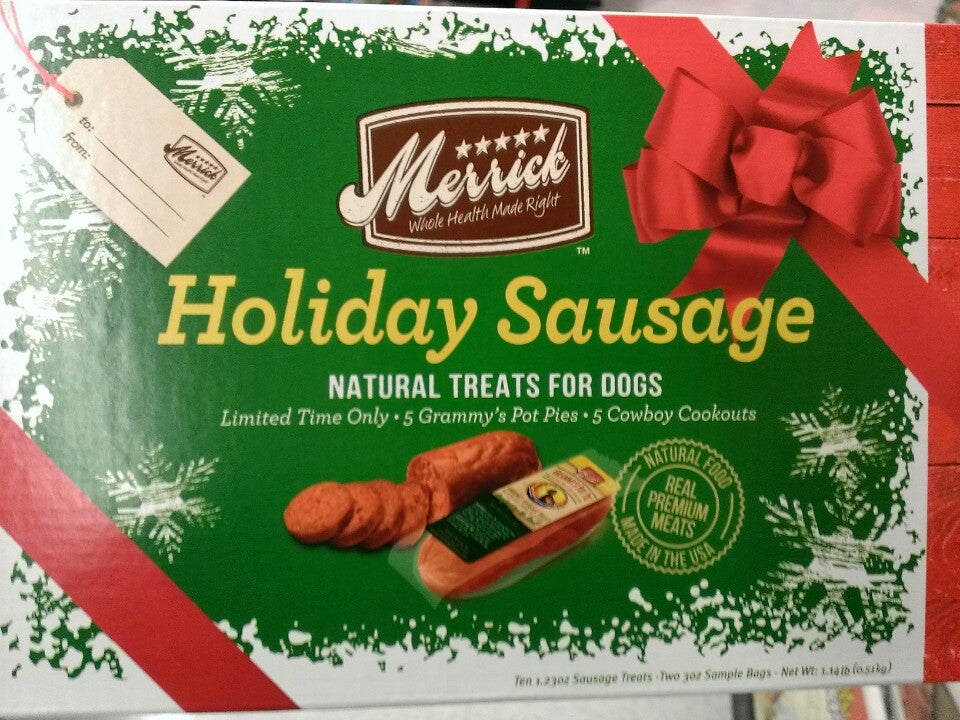 to:
from:
Merrick
Merrick
Whole Health Made Right
TM
Holiday Sausage
NATURAL TREATS FOR DOGS
Limited Time Only • 5 Grammy's Pot Pies • 5 Cowboy Cookouts
NATURAL FOOD
REAL
PREMIUM
MEATS
MADE IN THE USA
Ten 1.23oz Sausage Treats - Two 3oz Sample Bags - Net Wt: 1.14lb (0.51kg)